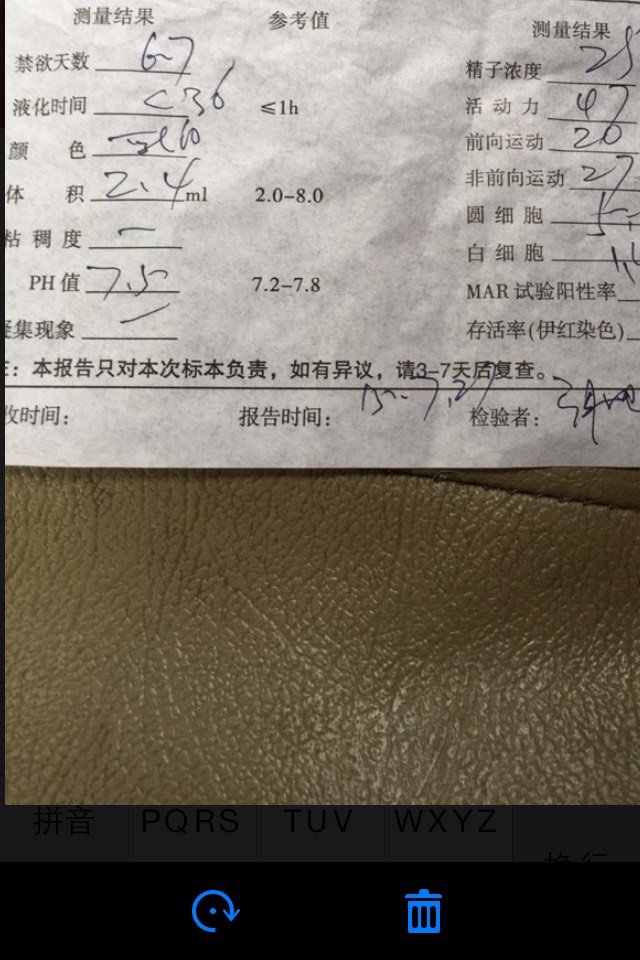 测量结果 参考值 测量结果
禁欲天数 6-7 精子浓度
液化时间 <30 ≤1h 活动力 47
颜色 前向运动 20
体积 2.4 ml 2.0-8.0 非前向运动 27
粘稠度 — 圆细胞
PH值 7.5 7.2-7.8 白细胞
MAR试验阳性率
集现象 — 存活率(伊红染色)
：本报告只对本次标本负责，如有异议，请3-7天后复查。
收时间： 报告时间： 检验者：
拼音 PQRS TUV WXYZ